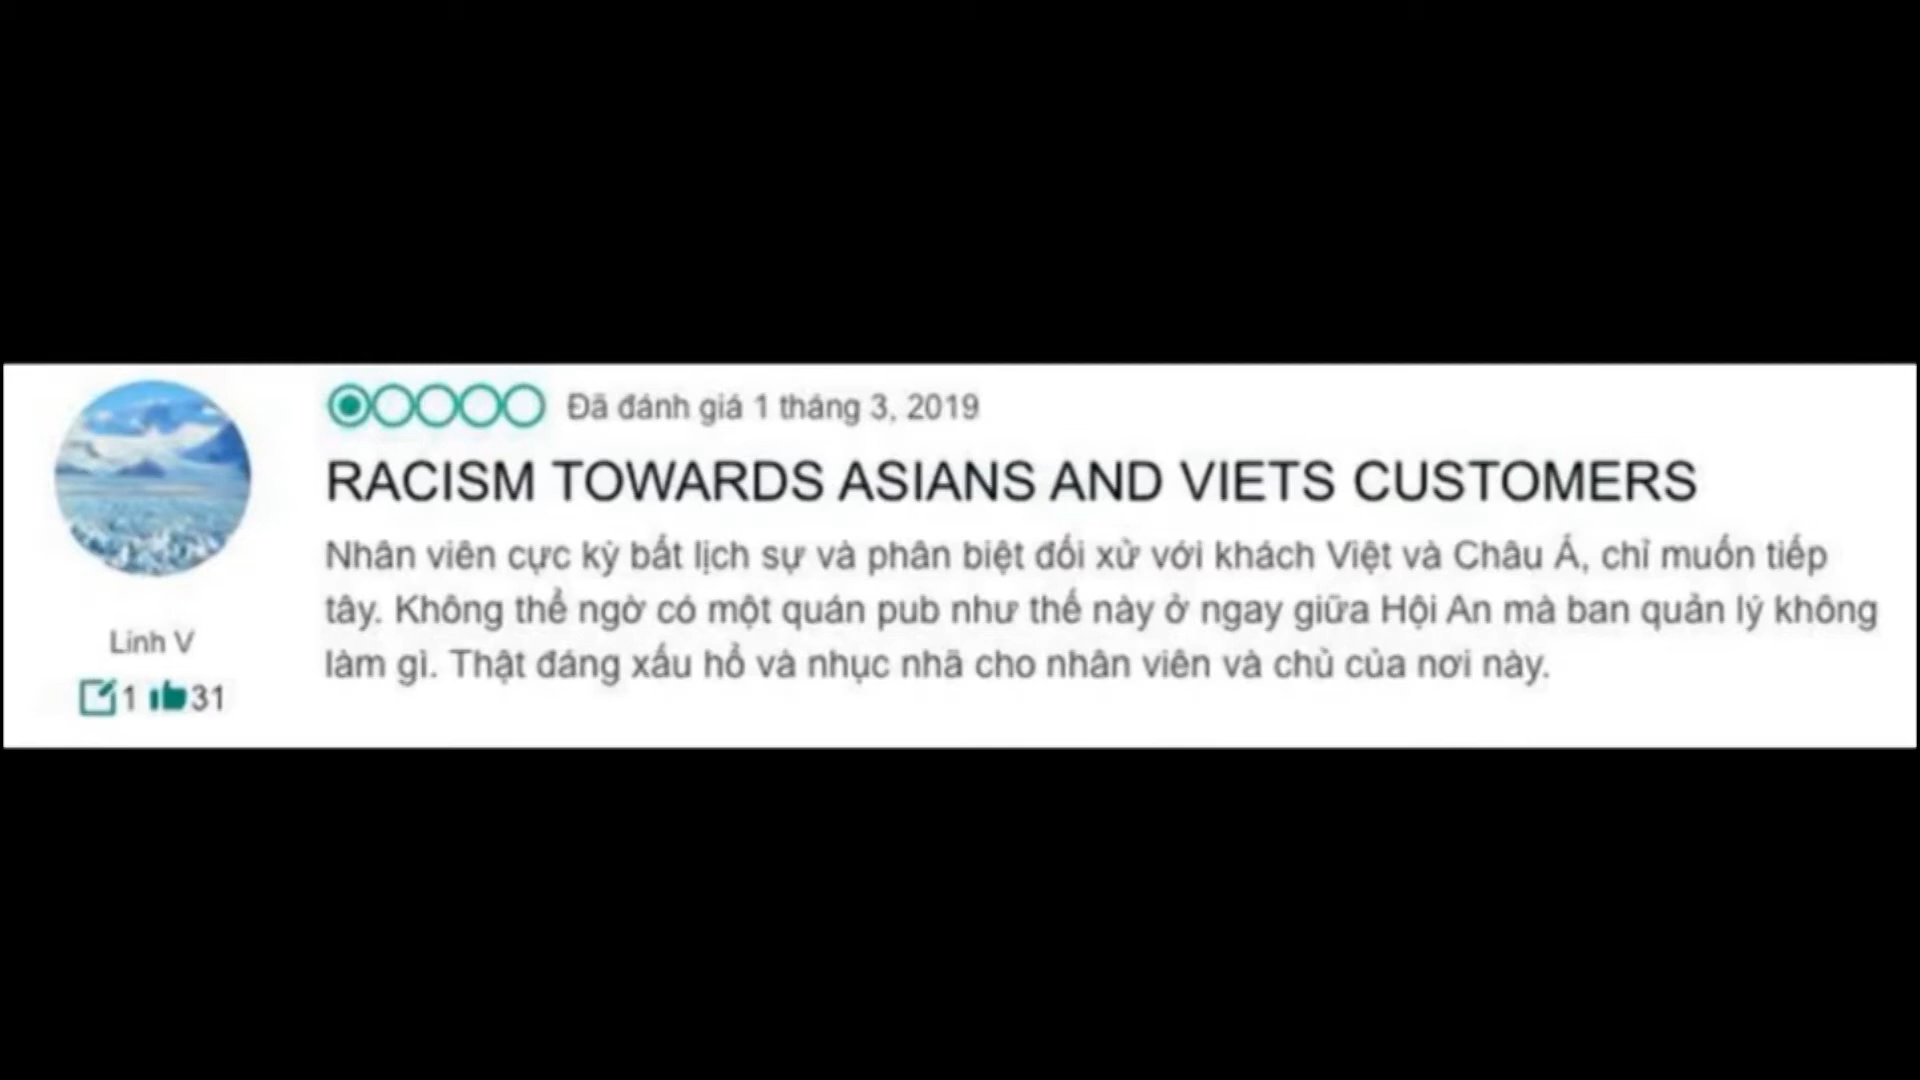 Đã đánh giá 1 tháng 3, 2019
RACISM TOWARDS ASIANS AND VIETS CUSTOMERS
Nhân viên cực kỳ bất lịch sự và phân biệt đối xử với khách Việt và Châu Á, chỉ muốn tiếp
tây. Không thể ngờ có một quán pub như thế này ở ngay giữa Hội An mà ban quản lý không
làm gì. Thật đáng xấu hổ và nhục nhã cho nhân viên và chủ của nơi này.
Linh V
1 31